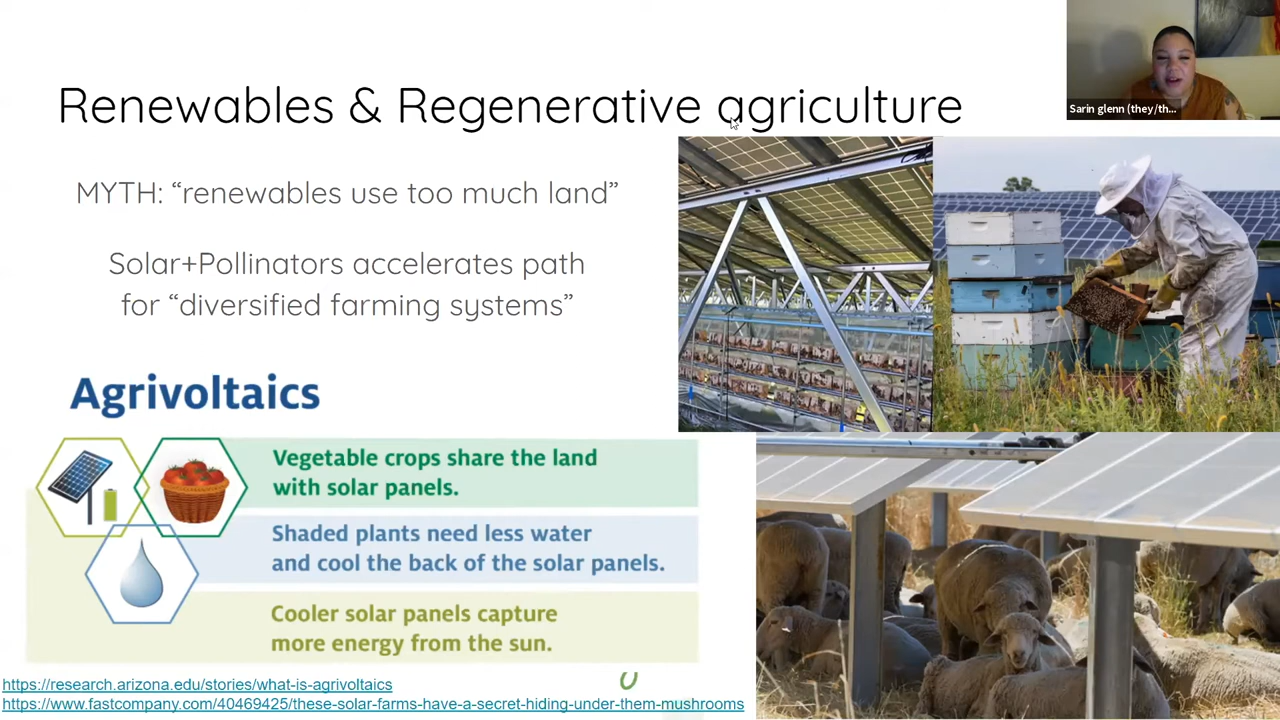 Renewables & Regenerative agriculture
Sarin glenn (they/th...
MYTH: “renewables use too much land”
Solar+Pollinators accelerates path
for “diversified farming systems”
Agrivoltaics
Vegetable crops share the land
with solar panels.
Shaded plants need less water
and cool the back of the solar panels.
Cooler solar panels capture
more energy from the sun.
https://research.arizona.edu/stories/what-is-agrivoltaics
https://www.fastcompany.com/40469425/these-solar-farms-have-a-secret-hiding-under-them-mushrooms